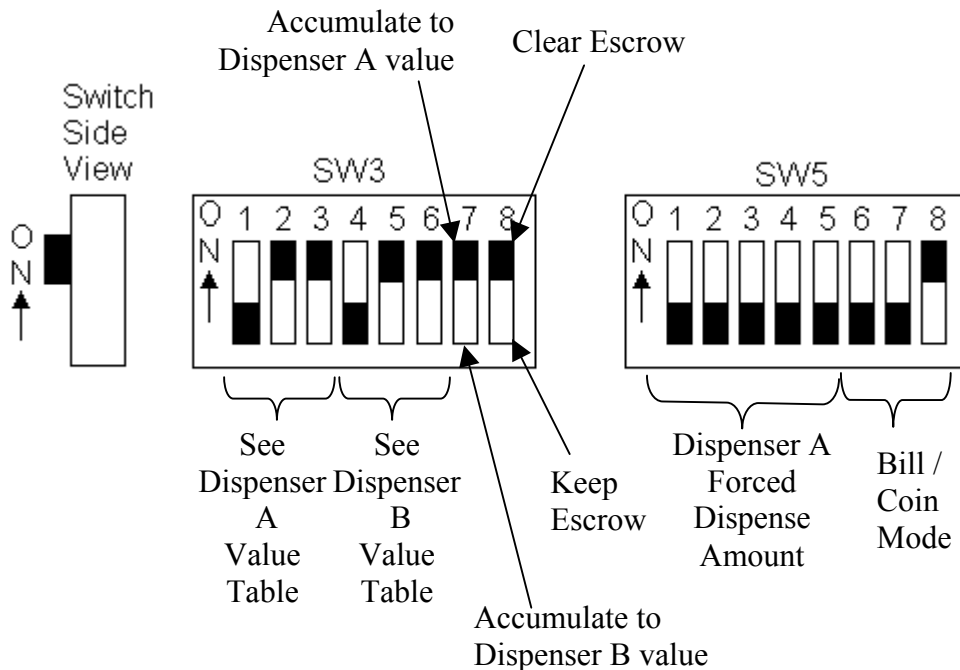 Accumulate to
Dispenser A value
Clear Escrow
Switch
Side
View
O
N
SW3
O
N
1 2 3 4 5 6 7 8
SW5
O
N
1 2 3 4 5 6 7 8
See
Dispenser
A
Value
Table
See
Dispenser
B
Value
Table
Keep
Escrow
Dispenser A
Forced
Dispense
Amount
Bill /
Coin
Mode
Accumulate to
Dispenser B value